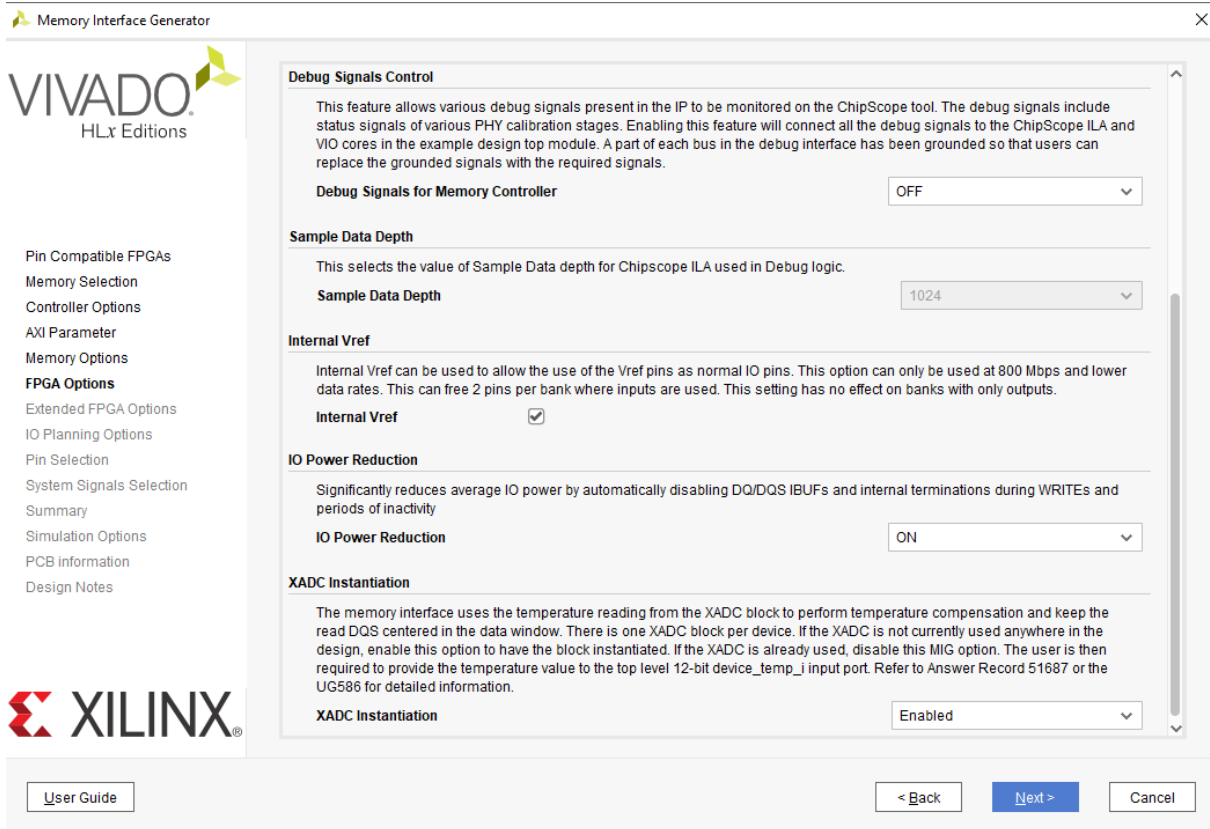 Memory Interface Generator
VIVADO
HLx Editions
Pin Compatible FPGAs
Memory Selection
Controller Options
AXI Parameter
Memory Options
FPGA Options
Extended FPGA Options
IO Planning Options
Pin Selection
System Signals Selection
Summary
Simulation Options
PCB information
Design Notes
XILINX®
Debug Signals Control
This feature allows various debug signals present in the IP to be monitored on the ChipScope tool. The debug signals include
status signals of various PHY calibration stages. Enabling this feature will connect all the debug signals to the ChipScope ILA and
VIO cores in the example design top module. A part of each bus in the debug interface has been grounded so that users can
replace the grounded signals with the required signals.
Debug Signals for Memory Controller OFF
Sample Data Depth
This selects the value of Sample Data depth for Chipscope ILA used in Debug logic.
Sample Data Depth 1024
Internal Vref
Internal Vref can be used to allow the use of the Vref pins as normal IO pins. This option can only be used at 800 Mbps and lower
data rates. This can free 2 pins per bank where inputs are used. This setting has no effect on banks with only outputs.
Internal Vref
IO Power Reduction
Significantly reduces average IO power by automatically disabling DQ/DQS IBUFs and internal terminations during WRITEs and
periods of inactivity
IO Power Reduction ON
XADC Instantiation
The memory interface uses the temperature reading from the XADC block to perform temperature compensation and keep the
read DQS centered in the data window. There is one XADC block per device. If the XADC is not currently used anywhere in the
design, enable this option to have the block instantiated. If the XADC is already used, disable this MIG option. The user is then
required to provide the temperature value to the top level 12-bit device_temp_i input port. Refer to Answer Record 51687 or the
UG586 for detailed information.
XADC Instantiation Enabled
User Guide
< Back
Next >
Cancel